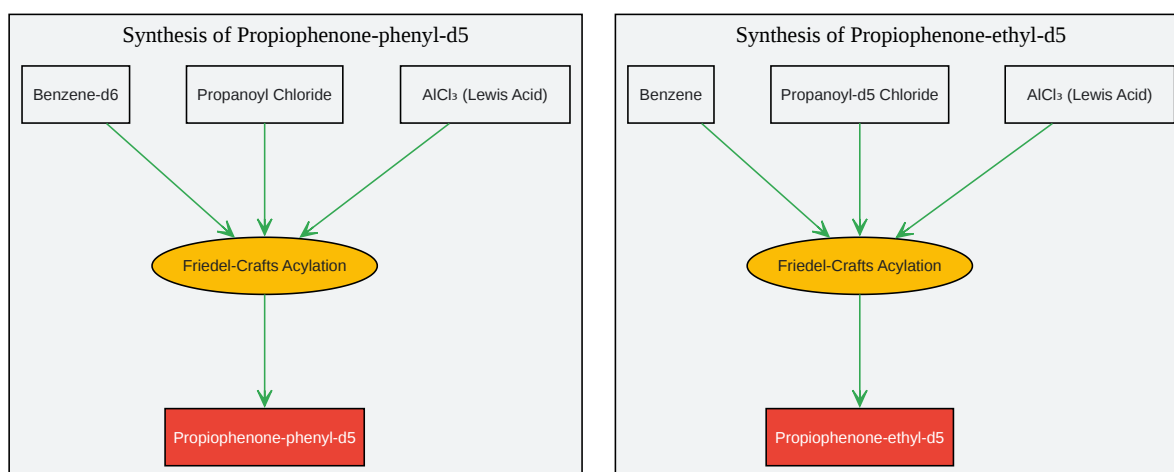 Synthesis of Propiophenone-phenyl-d5
Benzene-d6
Propanoyl Chloride
AlCl₃ (Lewis Acid)
Friedel-Crafts Acylation
Propiophenone-phenyl-d5
Synthesis of Propiophenone-ethyl-d5
Benzene
Propanoyl-d5 Chloride
AlCl₃ (Lewis Acid)
Friedel-Crafts Acylation
Propiophenone-ethyl-d5